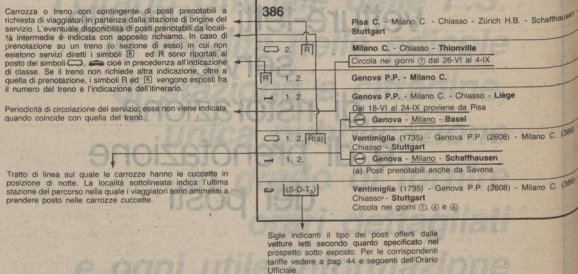 Carrozza o treno con contingente di posti prenotabili a
richiesta di viaggiatori in partenza dalla stazione di origine del
servizio. L'eventuale disponibilità di posti prenotabili da locali-
tà intermedie è indicata con apposito richiamo. In caso di
prenotazione su un treno (o sezione di esso) in cui non
esistano servizi diretti i simboli R ed R sono riportati al
posto dei simboli cioè in precedenza all'indicazione
di classe. Se il treno non richiede altra indicazione, oltre a
quella di prenotazione, i simboli R ed R vengono esposti fra
il numero del treno e l'indicazione dell'itinerario.
Periodicità di circolazione del servizio; essa non viene indicata
quando coincide con quella del treno.
Tratto di linea sul quale le carrozze hanno le cuccette in
posizione di notte. La località sottolineata indica l'ultima
stazione del percorso nella quale i viaggiatori sono ammessi a
prendere posto nelle carrozze cuccette.
386
Pisa C. - Milano C. - Chiasso - Zürich H.B. - Schaffhausen
Stuttgart
2. R Milano C. - Chiasso - Thionville
Circola nei giorni ⑦ dal 26-VI al 4-IX
R 1. 2. Genova P.P. - Milano C.
1. 2. Genova P.P. - Milano C. - Chiasso - Liège
Dal 18-VI al 24-IX proviene da Pisa
Genova - Milano - Basel
1. 2. R(a) Ventimiglia (1735) - Genova P.P. (2608) - Milano C. (386)
Chiasso - Stuttgart
1. 2. Genova - Milano - Schaffhausen
(a) Posti prenotabili anche da Savona
(S-D-T₃) Ventimiglia (1735) - Genova P.P. (2608) - Milano C. (386)
Chiasso - Stuttgart
Circola nei giorni ①, ④ e ⑥
Sigle indicanti il tipo dei posti offerti dalle
vetture letti secondo quanto specificato nel
prospetto sotto esposto. Per le corrispondenti
tariffe vedere a pag. 44 e seguenti dell'Orario
Ufficiale.